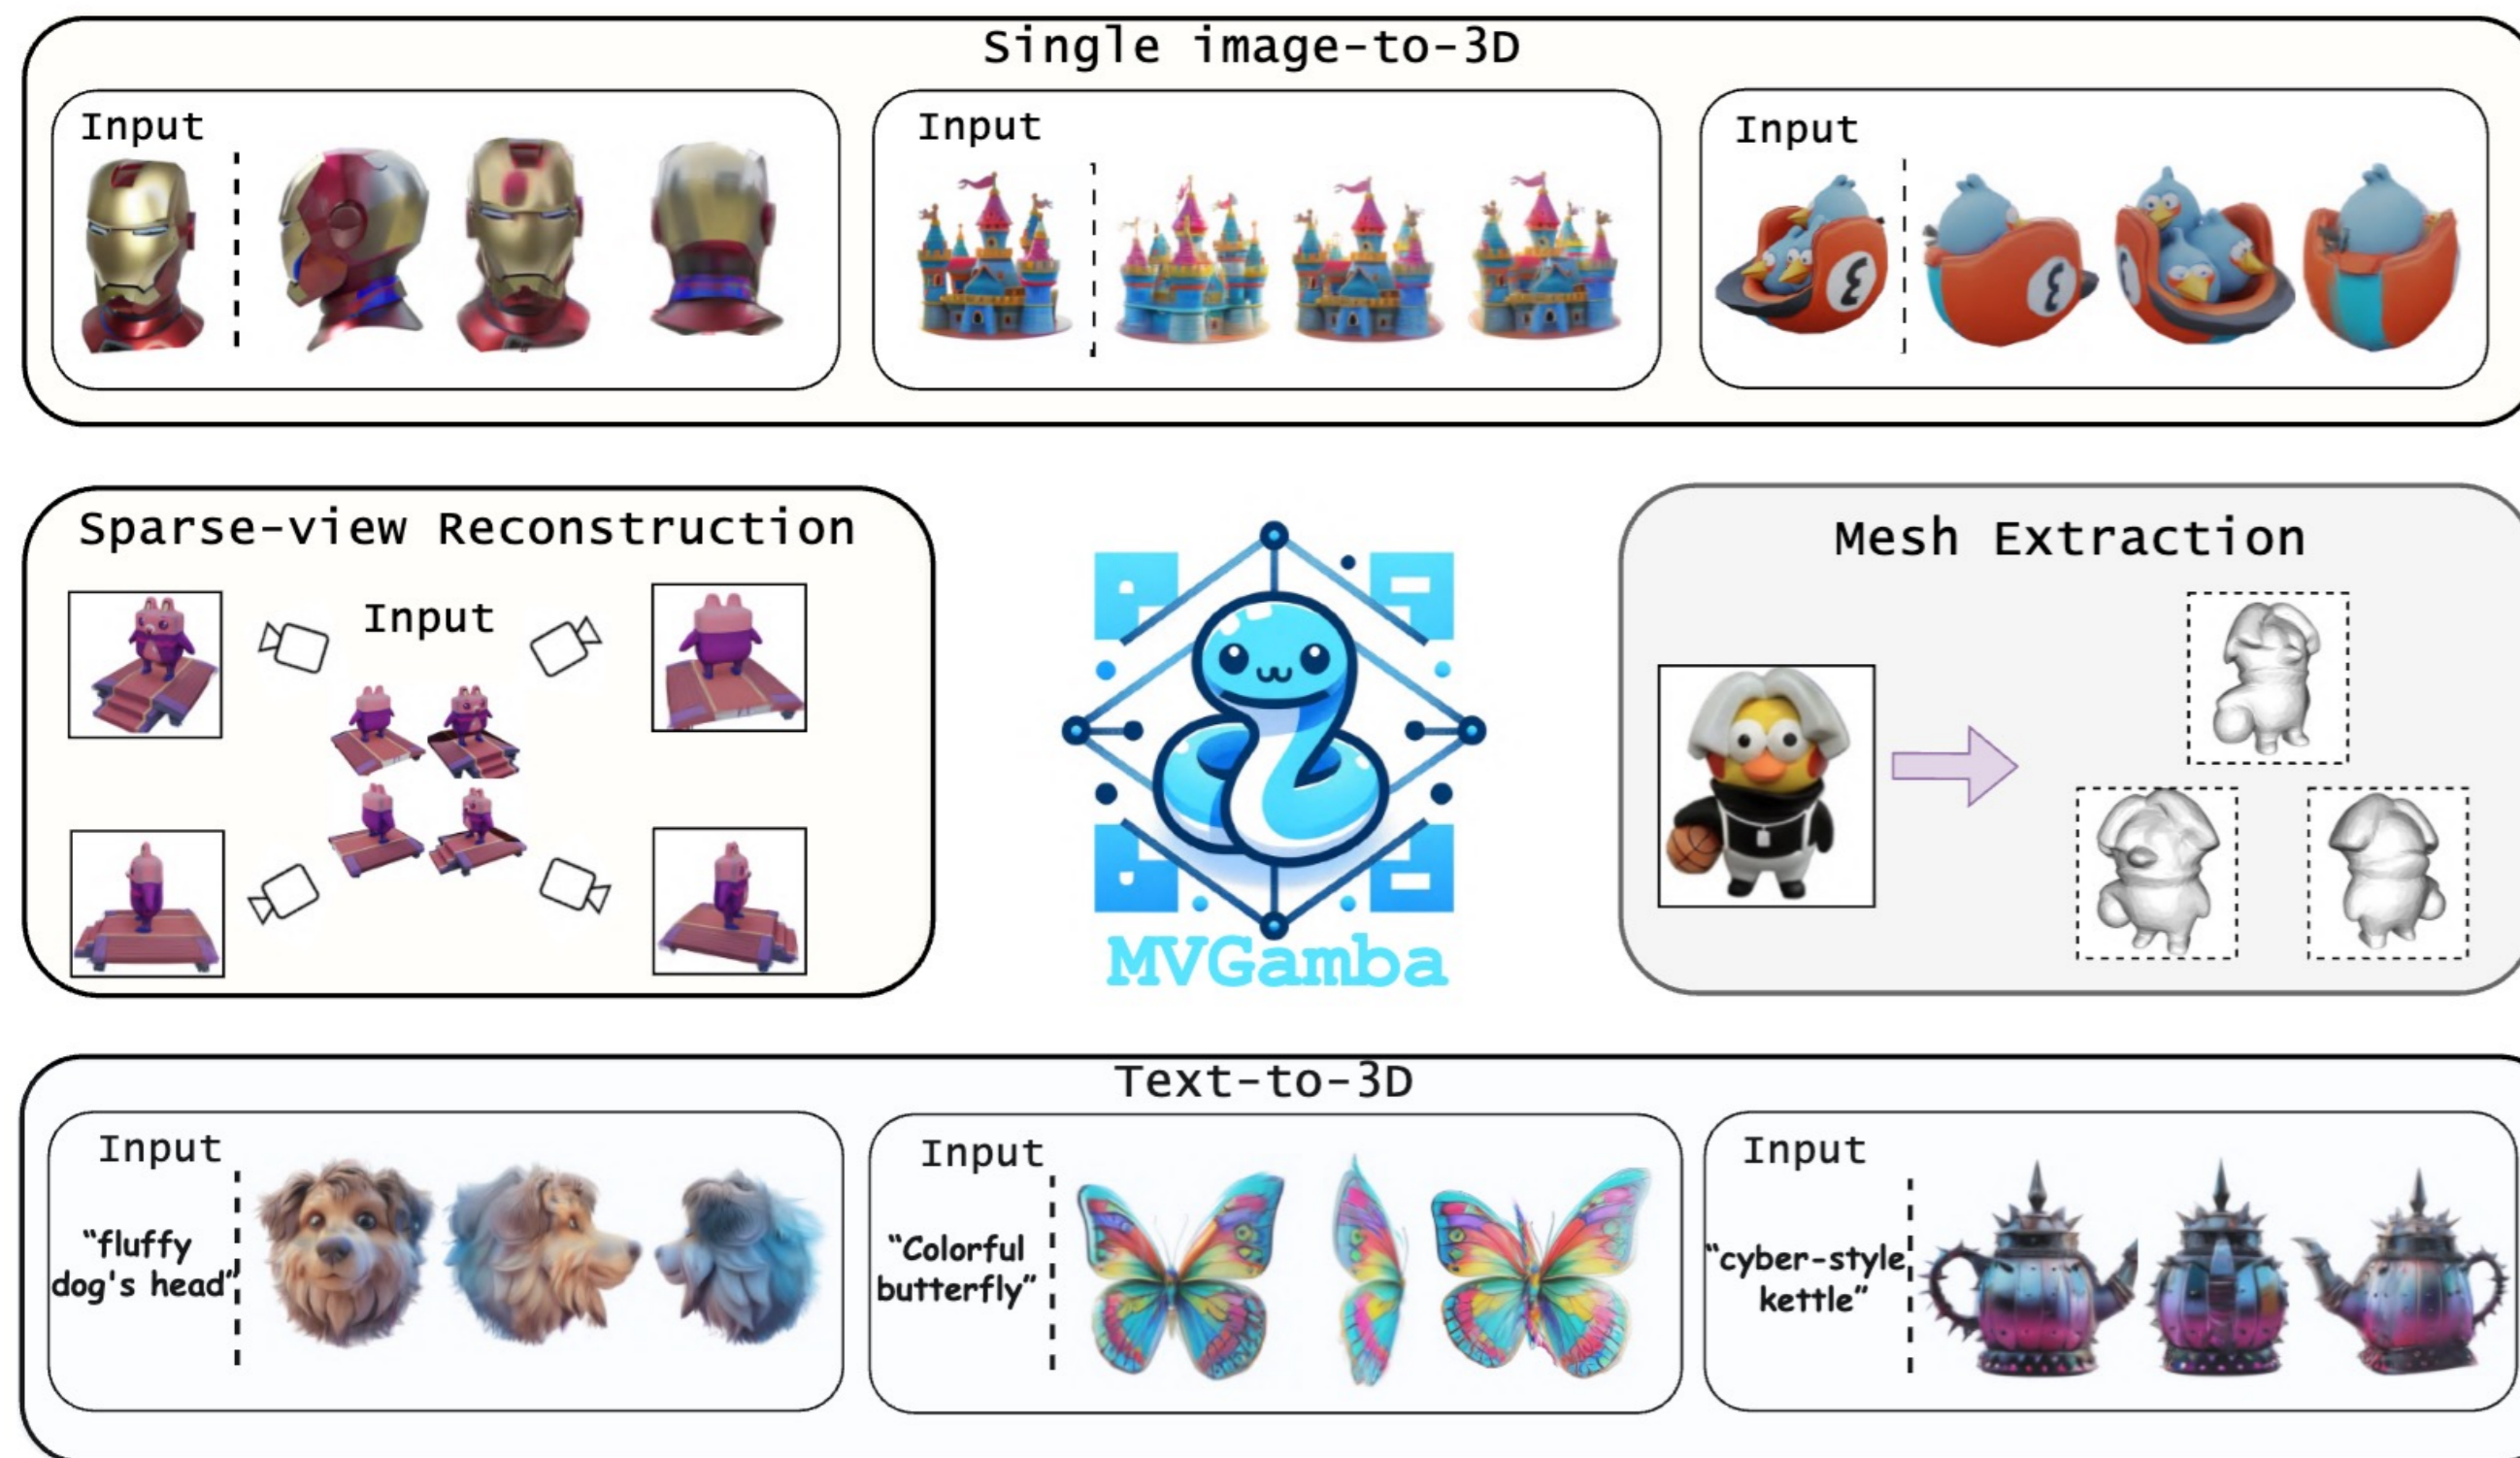 Single image-to-3D
Input
Input
Input
Sparse-view Reconstruction
Input
MVGamba
Mesh Extraction
Text-to-3D
Input
“fluffy
dog's head”
Input
“Colorful
butterfly”
Input
“cyber-style
kettle”